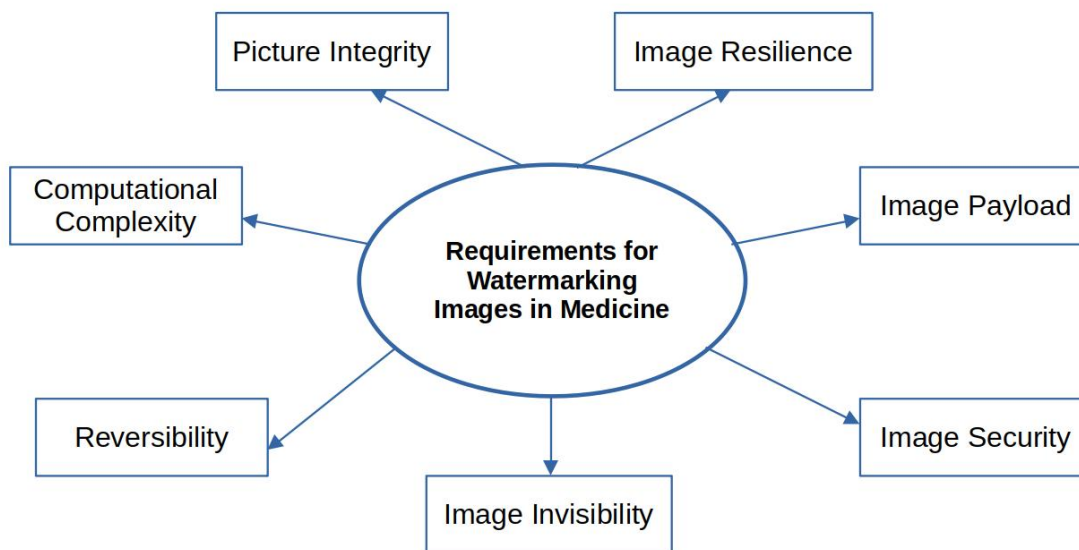 Picture Integrity
Image Resilience
Computational
Complexity
Image Payload
Requirements for
Watermarking
Images in Medicine
Reversibility
Image Security
Image Invisibility